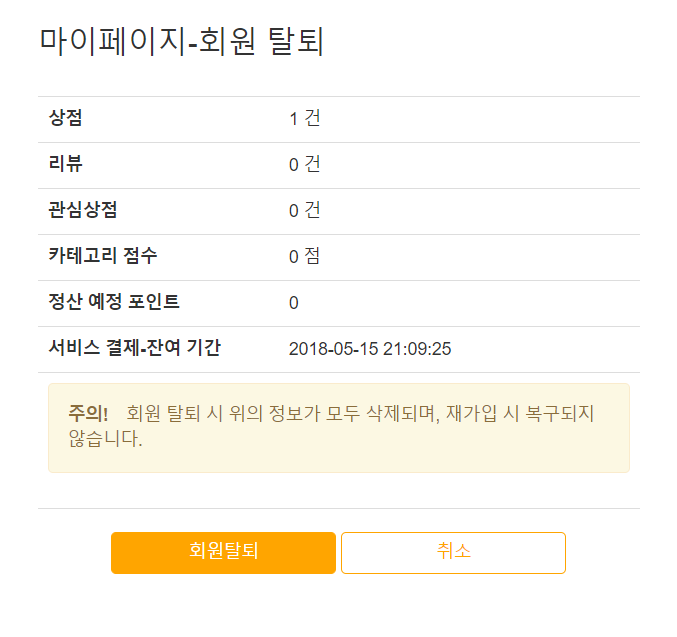 마이페이지-회원 탈퇴
상점 1 건
리뷰 0 건
관심상점 0 건
카테고리 점수 0 점
정산 예정 포인트 0
서비스 결제-잔여 기간 2018-05-15 21:09:25
주의! 회원 탈퇴 시 위의 정보가 모두 삭제되며, 재가입 시 복구되지
않습니다.
회원탈퇴 취소